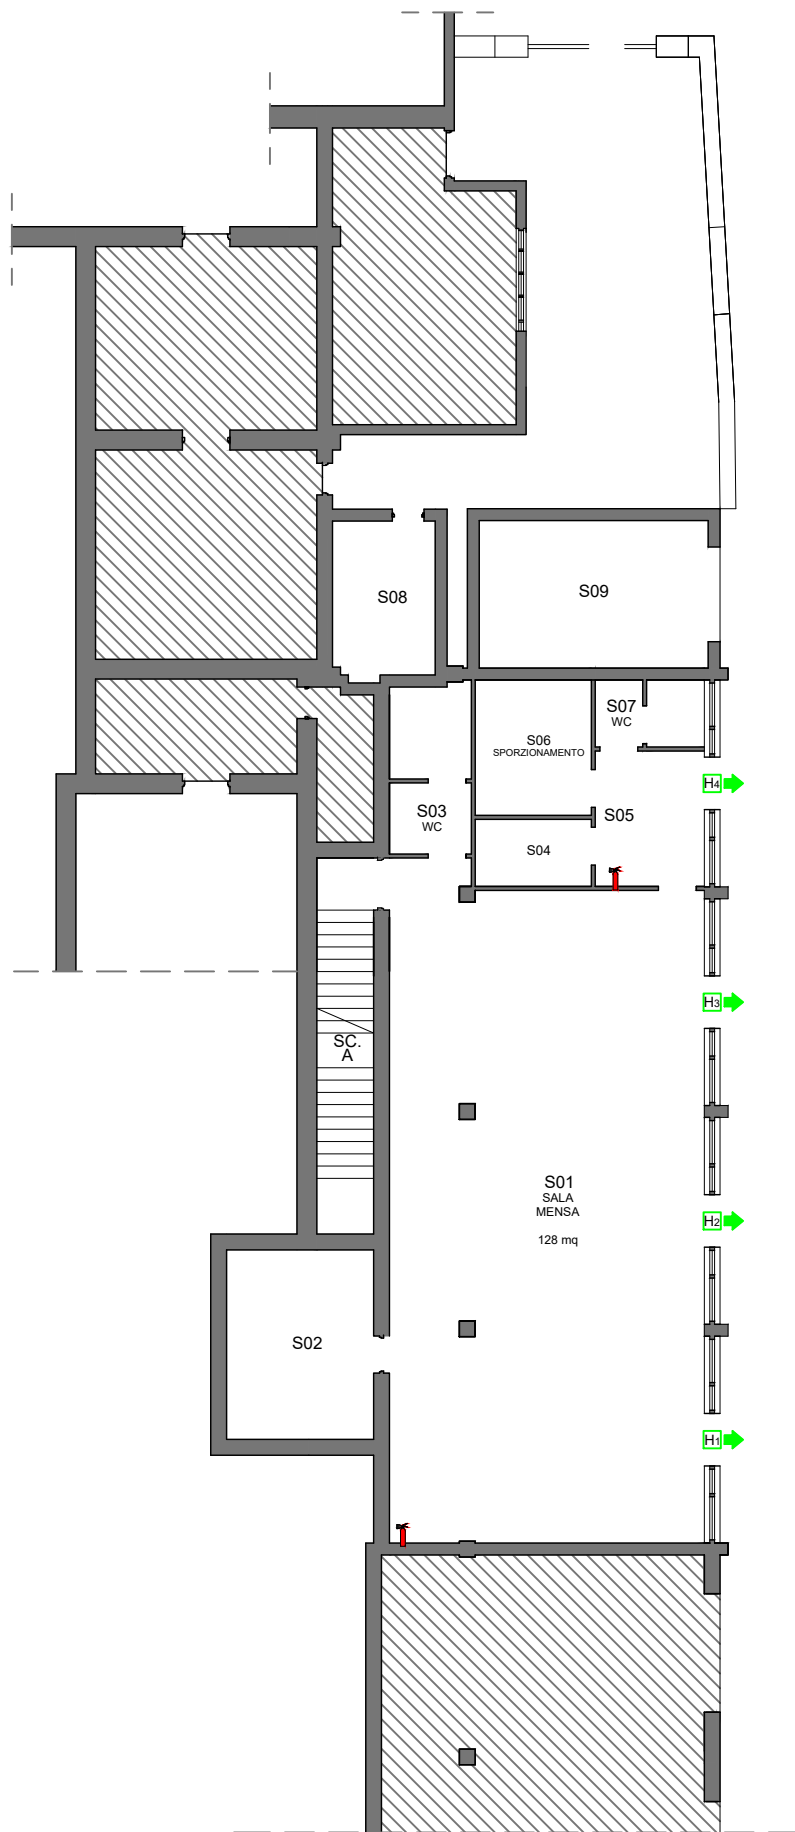 S08
S09
S07
WC
S06
SPORZIONAMENTO
H4
S03
WC
S05
S04
H3
SC.
A
S01
SALA
MENSA
128 mq
H2
S02
H1